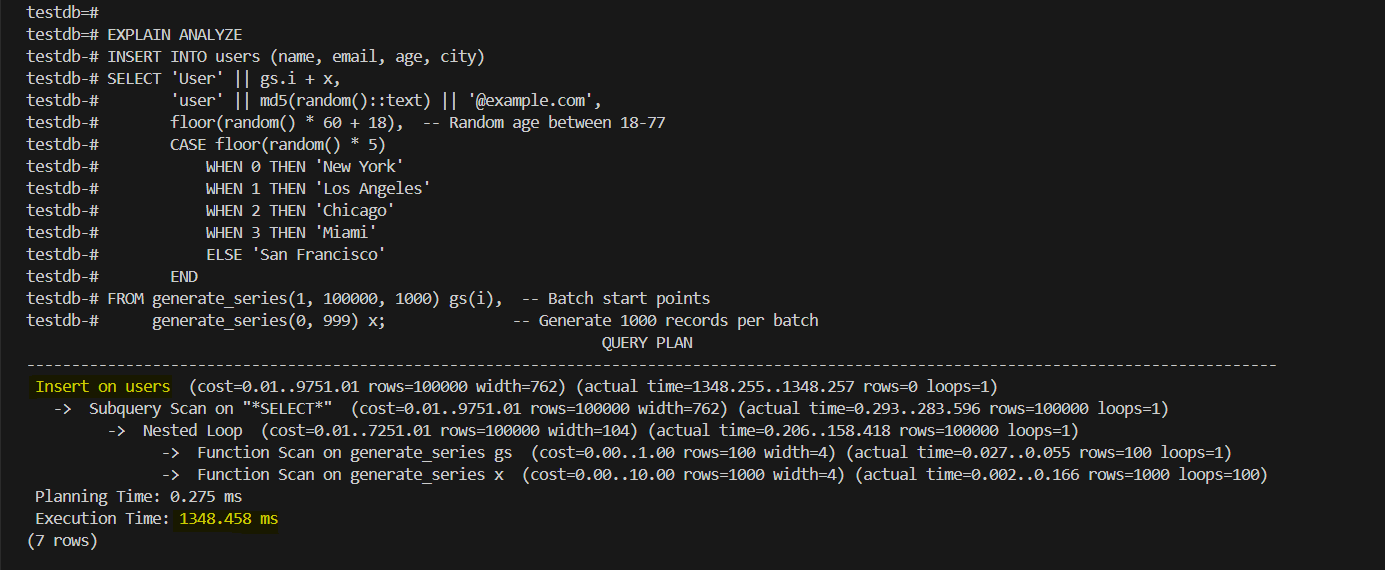 testdb=#
testdb=# EXPLAIN ANALYZE
testdb-# INSERT INTO users (name, email, age, city)
testdb-# SELECT 'User' || gs.i + x,
testdb-#        'user' || md5(random()::text) || '@example.com',
testdb-#        floor(random() * 60 + 18),  -- Random age between 18-77
testdb-#        CASE floor(random() * 5)
testdb-#            WHEN 0 THEN 'New York'
testdb-#            WHEN 1 THEN 'Los Angeles'
testdb-#            WHEN 2 THEN 'Chicago'
testdb-#            WHEN 3 THEN 'Miami'
testdb-#            ELSE 'San Francisco'
testdb-#        END
testdb-# FROM generate_series(1, 100000, 1000) gs(i),  -- Batch start points
testdb-#      generate_series(0, 999) x;              -- Generate 1000 records per batch
QUERY PLAN
-------------------------------------------------------------------------------------------------------------------------------------------
Insert on users  (cost=0.01..9751.01 rows=100000 width=762) (actual time=1348.255..1348.257 rows=0 loops=1)
  ->  Subquery Scan on "*SELECT*"  (cost=0.01..9751.01 rows=100000 width=762) (actual time=0.293..283.596 rows=100000 loops=1)
        ->  Nested Loop  (cost=0.01..7251.01 rows=100000 width=104) (actual time=0.206..158.418 rows=100000 loops=1)
              ->  Function Scan on generate_series gs  (cost=0.00..1.00 rows=100 width=4) (actual time=0.027..0.055 rows=100 loops=1)
              ->  Function Scan on generate_series x  (cost=0.00..10.00 rows=1000 width=4) (actual time=0.002..0.166 rows=1000 loops=100)
Planning Time: 0.275 ms
Execution Time: 1348.458 ms
(7 rows)